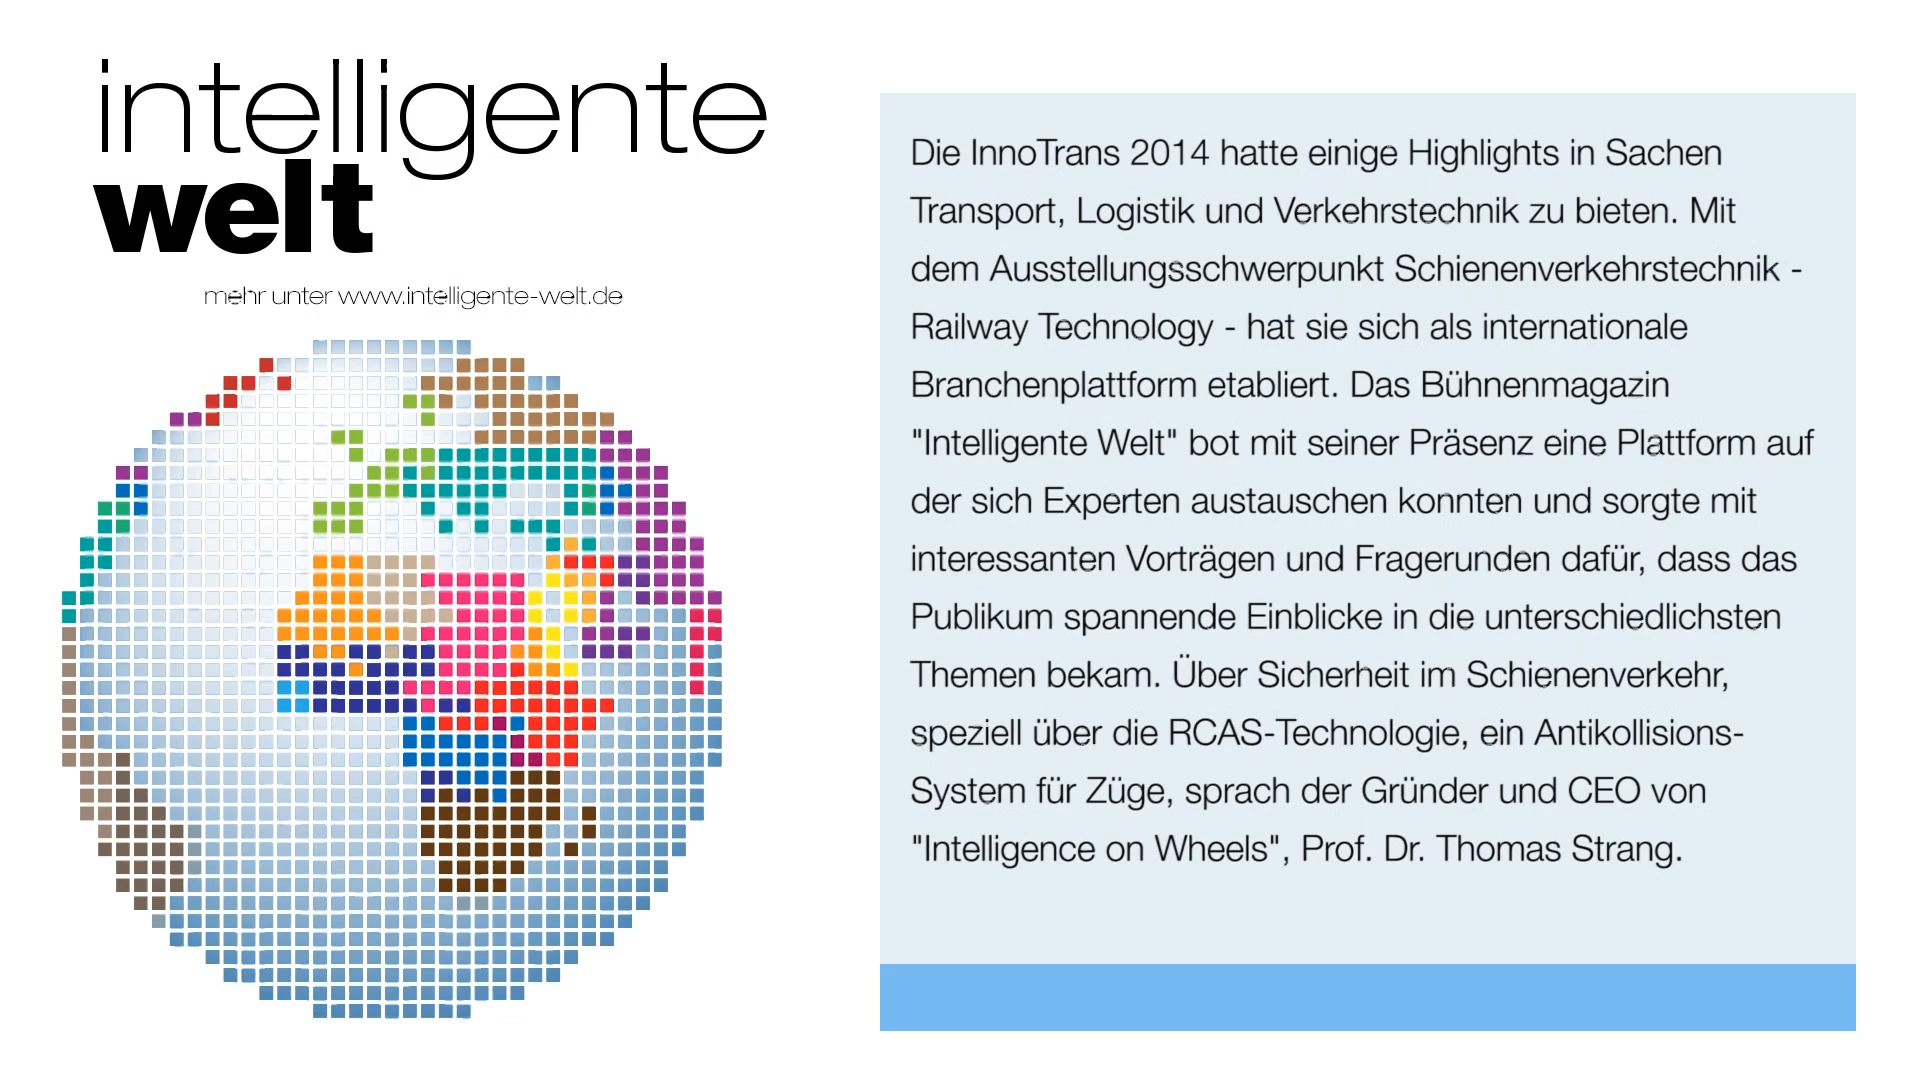 intelligente
welt
mehr unter www.intelligente-welt.de
Die InnoTrans 2014 hatte einige Highlights in Sachen
Transport, Logistik und Verkehrstechnik zu bieten. Mit
dem Ausstellungsschwerpunkt Schienenverkehrstechnik -
Railway Technology - hat sie sich als internationale
Branchenplattform etabliert. Das Bühnenmagazin
"Intelligente Welt" bot mit seiner Präsenz eine Plattform auf
der sich Experten austauschen konnten und sorgte mit
interessanten Vorträgen und Fragerunden dafür, dass das
Publikum spannende Einblicke in die unterschiedlichsten
Themen bekam. Über Sicherheit im Schienenverkehr,
speziell über die RCAS-Technologie, ein Antikollisions-
System für Züge, sprach der Gründer und CEO von
"Intelligence on Wheels", Prof. Dr. Thomas Strang.